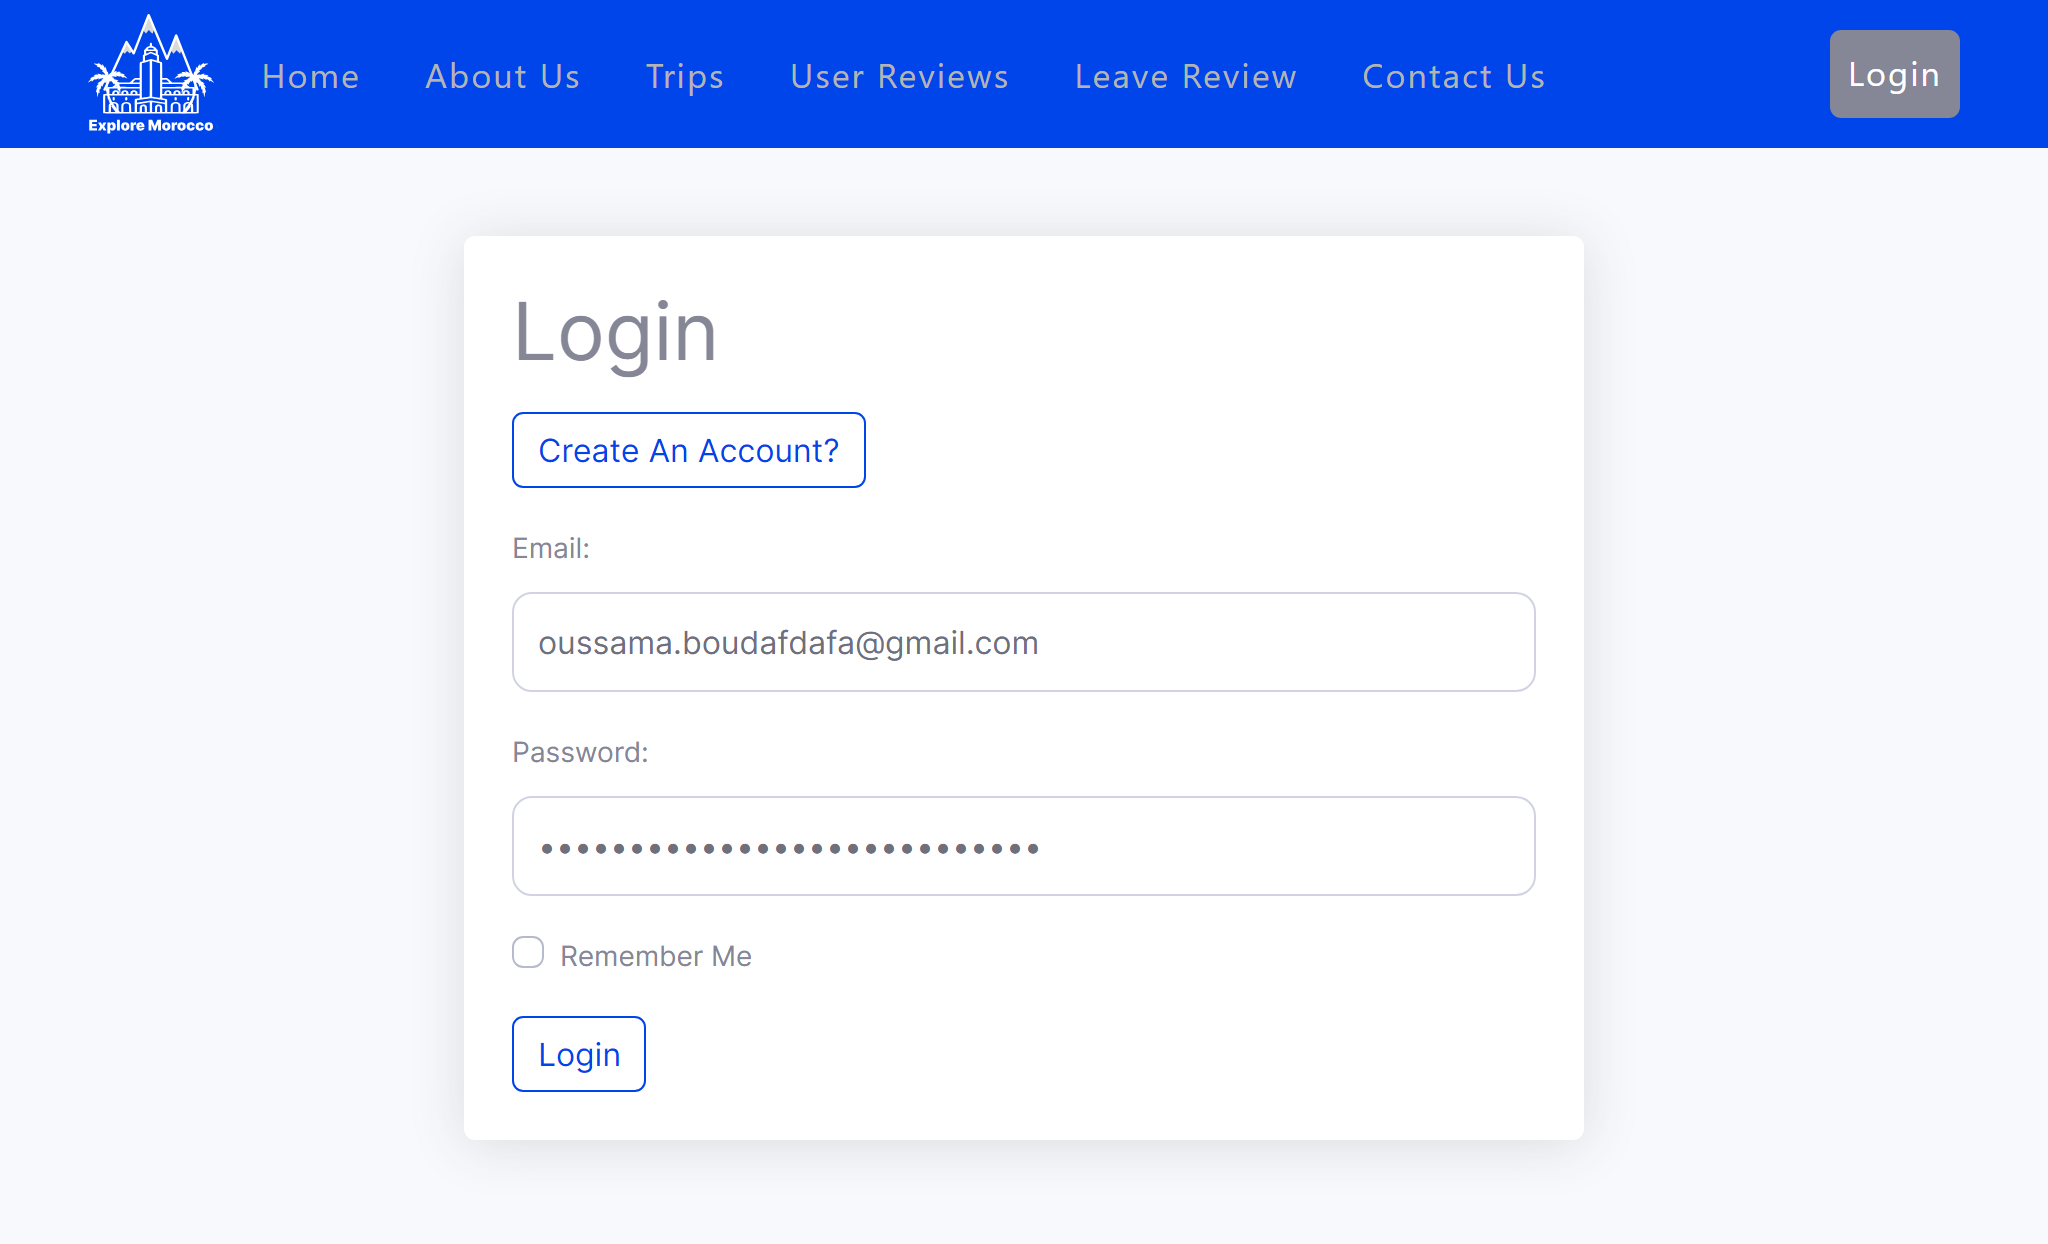 Explore Morocco
Home About Us Trips User Reviews Leave Review Contact Us Login
Login
Create An Account?
Email:
oussama.boudafdafa@gmail.com
Password:
••••••••••••••••••••••••••••
Remember Me
Login